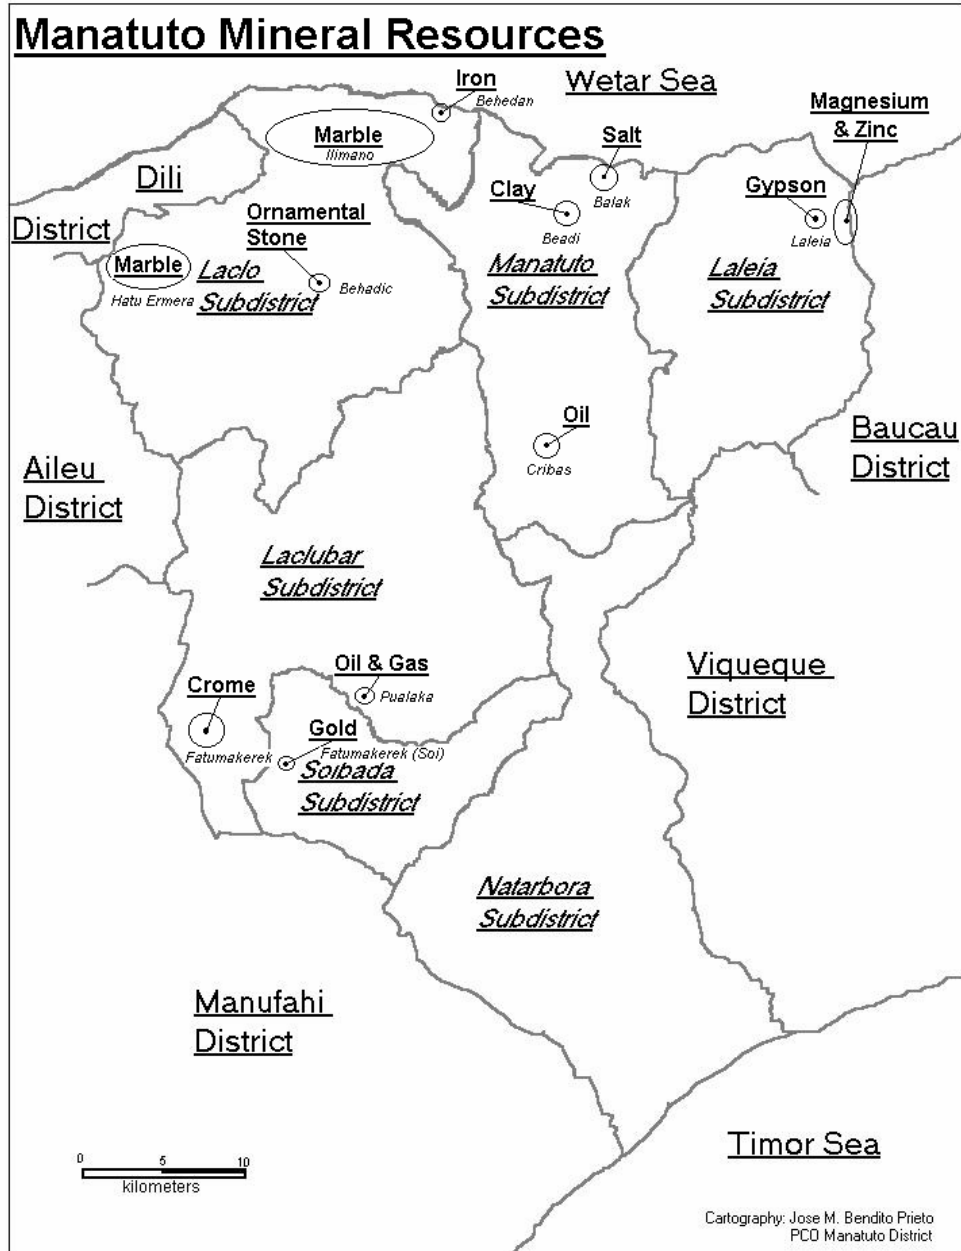 Manatuto Mineral Resources
Iron
Behedan
Wetar Sea
Magnesium
& Zinc
Marble
Ilimano
Salt
Balak
Dili
District
Clay
Beadi
Gypson
Laleia
Ornamental
Stone
Behadic
Marble
Hatu Ermera
Laclo
Subdistrict
Manatuto
Subdistrict
Laleia
Subdistrict
Oil
Cribas
Baucau
District
Aileu
District
Laclubar
Subdistrict
Oil & Gas
Pualaka
Viqueque
District
Crome
Fatumakerek
Gold
Fatumakerek (Soi)
Soibada
Subdistrict
Natarbora
Subdistrict
Manufahi
District
Timor Sea
0 5 10
kilometers
Cartography: Jose M. Bendito Prieto
PCO Manatuto District